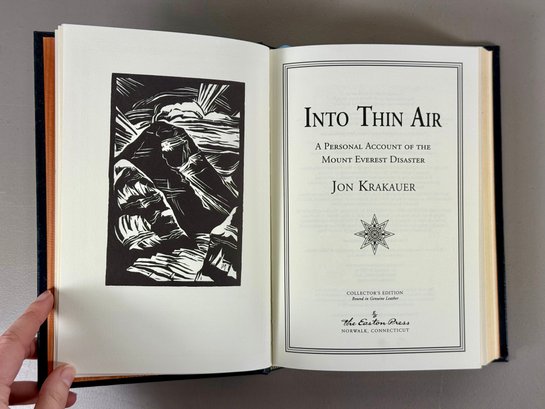 INTO THIN AIR
A PERSONAL ACCOUNT OF THE
MOUNT EVEREST DISASTER
JON KRAKAUER
COLLECTOR'S EDITION
Bound in Genuine Leather
The Easton Press
NORWALK, CONNECTICUT